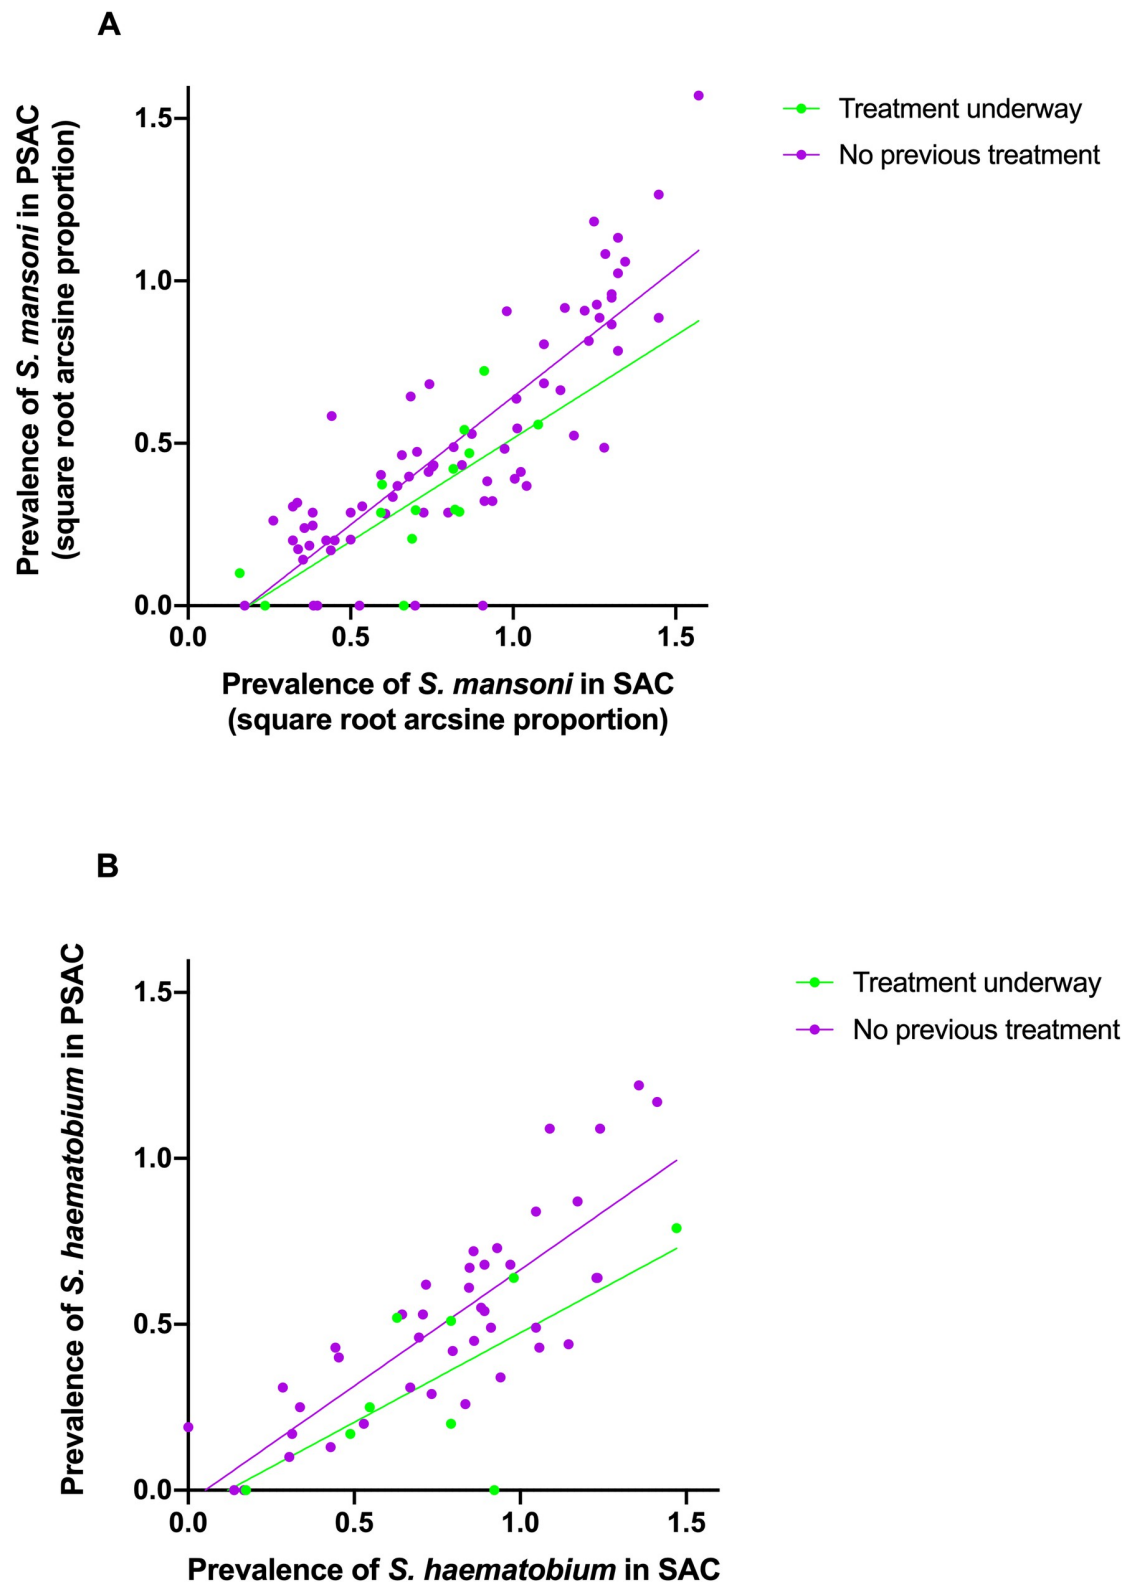 A
Prevalence of S. mansoni in PSAC
(square root arcsine proportion)
1.5
1.0
0.5
0.0
0.0 0.5 1.0 1.5
Prevalence of S. mansoni in SAC
(square root arcsine proportion)
Treatment underway
No previous treatment
B
Prevalence of S. haematobium in PSAC
1.5
1.0
0.5
0.0
0.0 0.5 1.0 1.5
Prevalence of S. haematobium in SAC
Treatment underway
No previous treatment